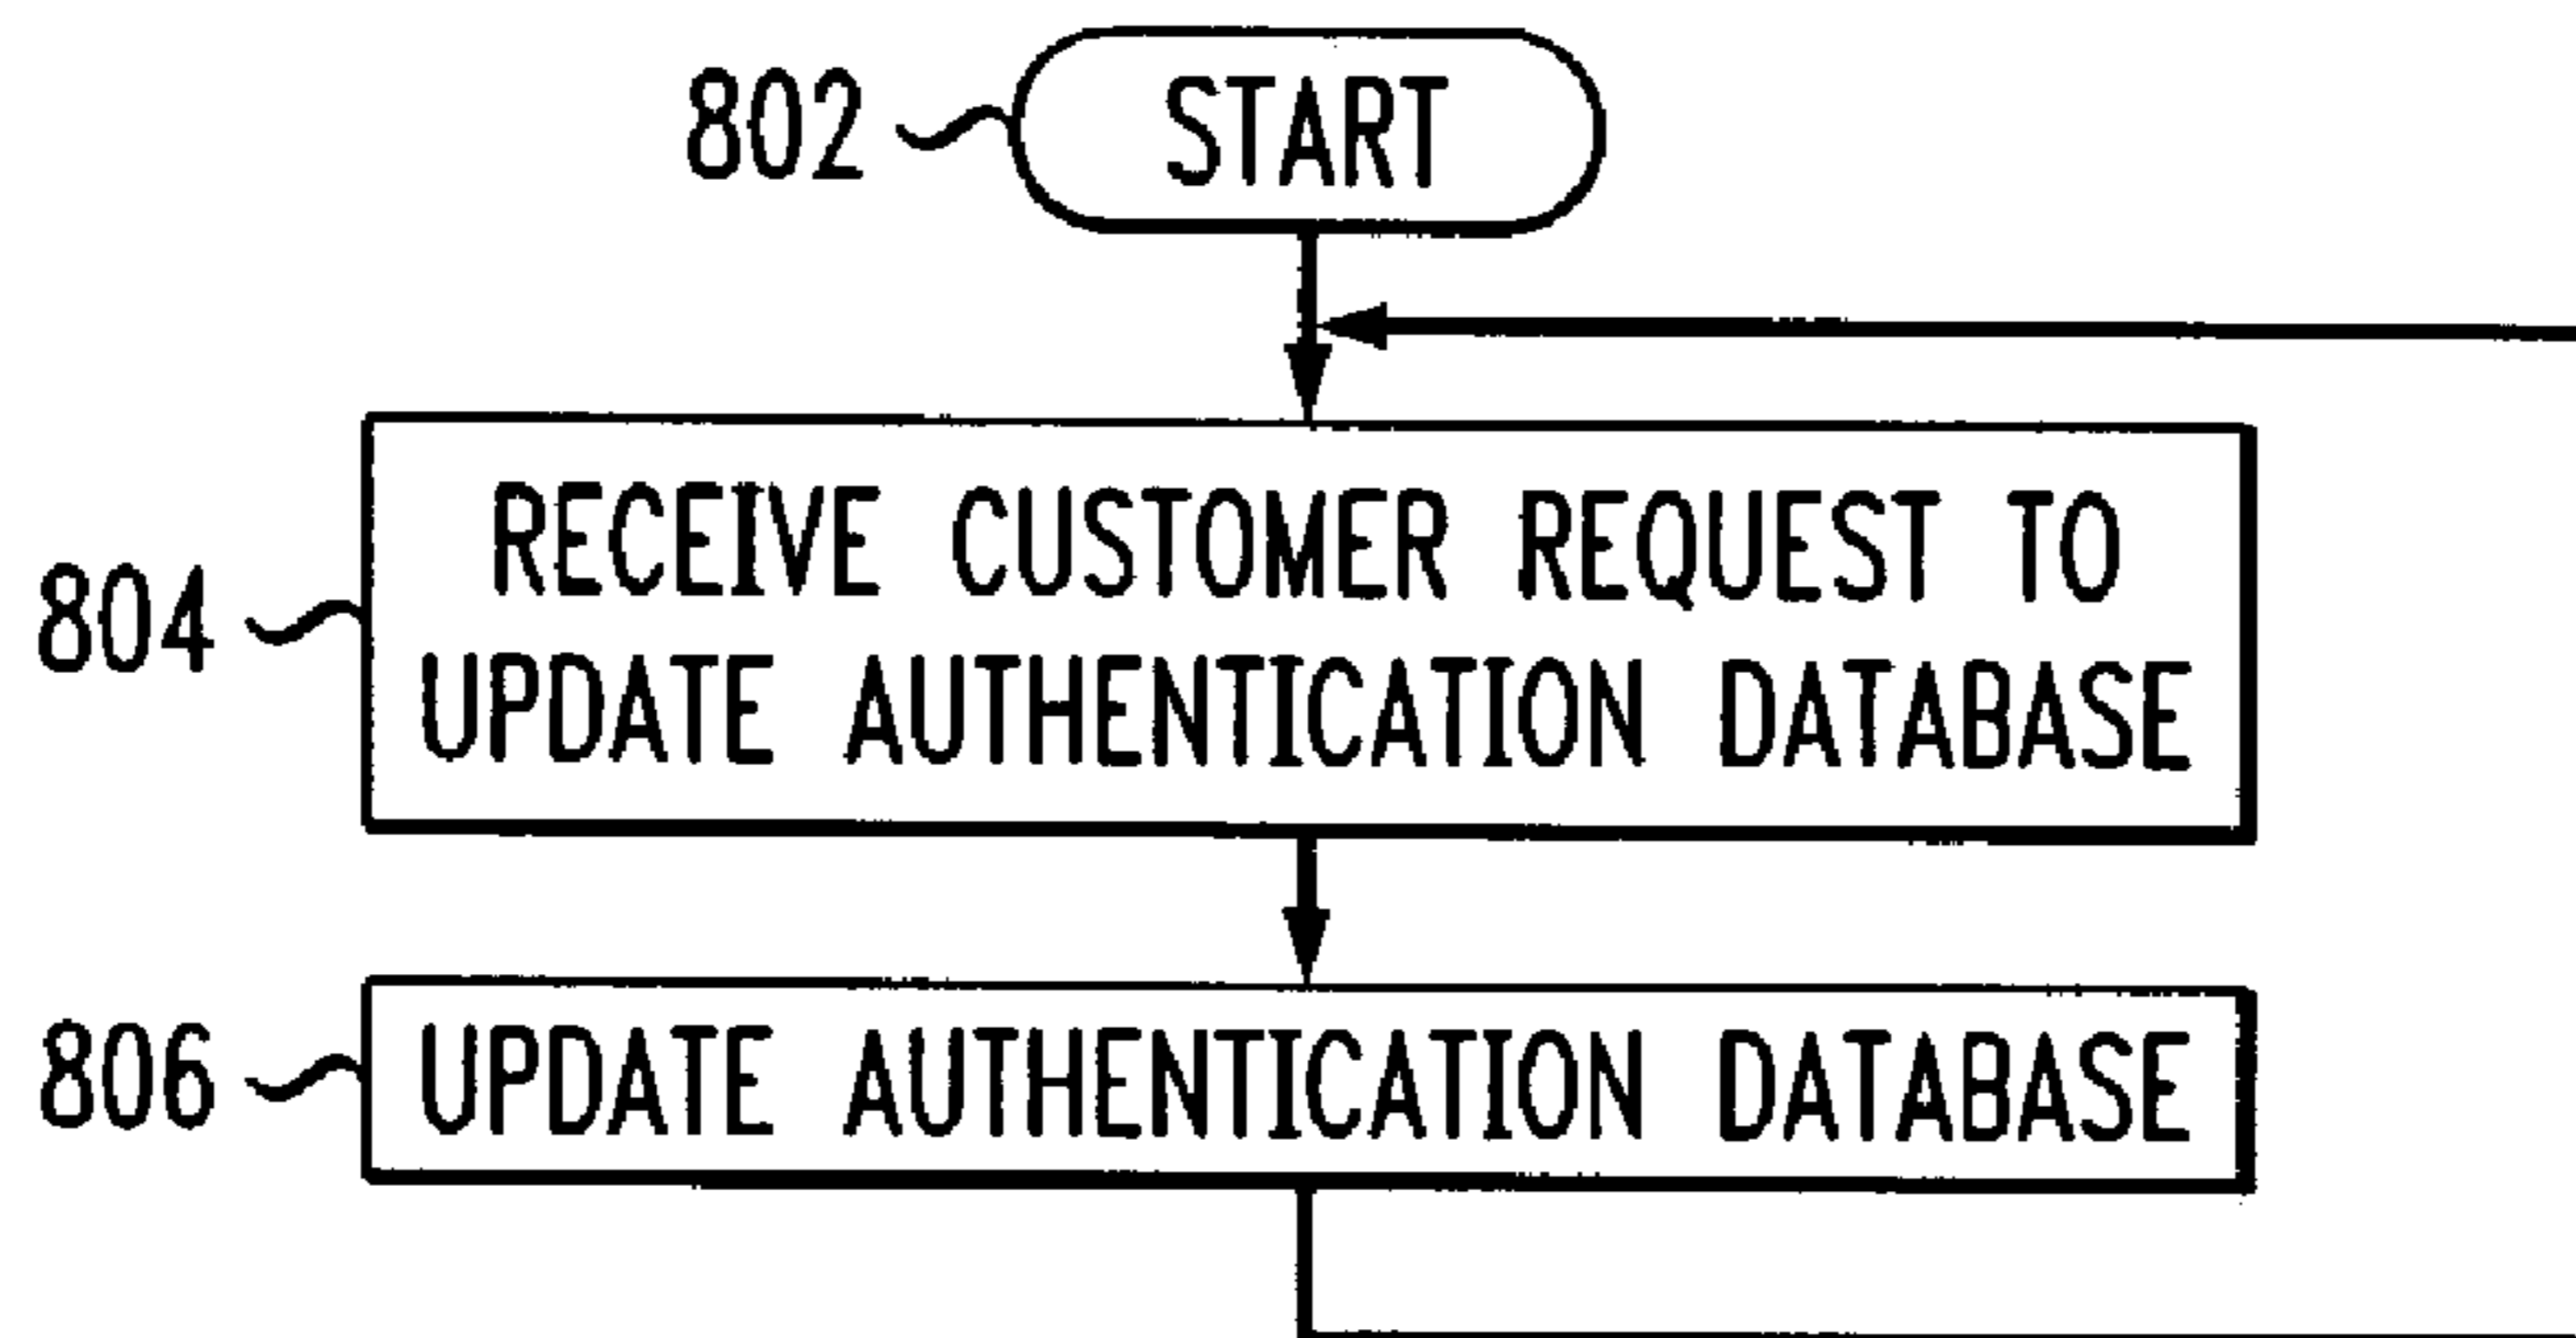 802 START
RECEIVE CUSTOMER REQUEST TO
804
UPDATE AUTHENTICATION DATABASE
806 UPDATE AUTHENTICATION DATABASE